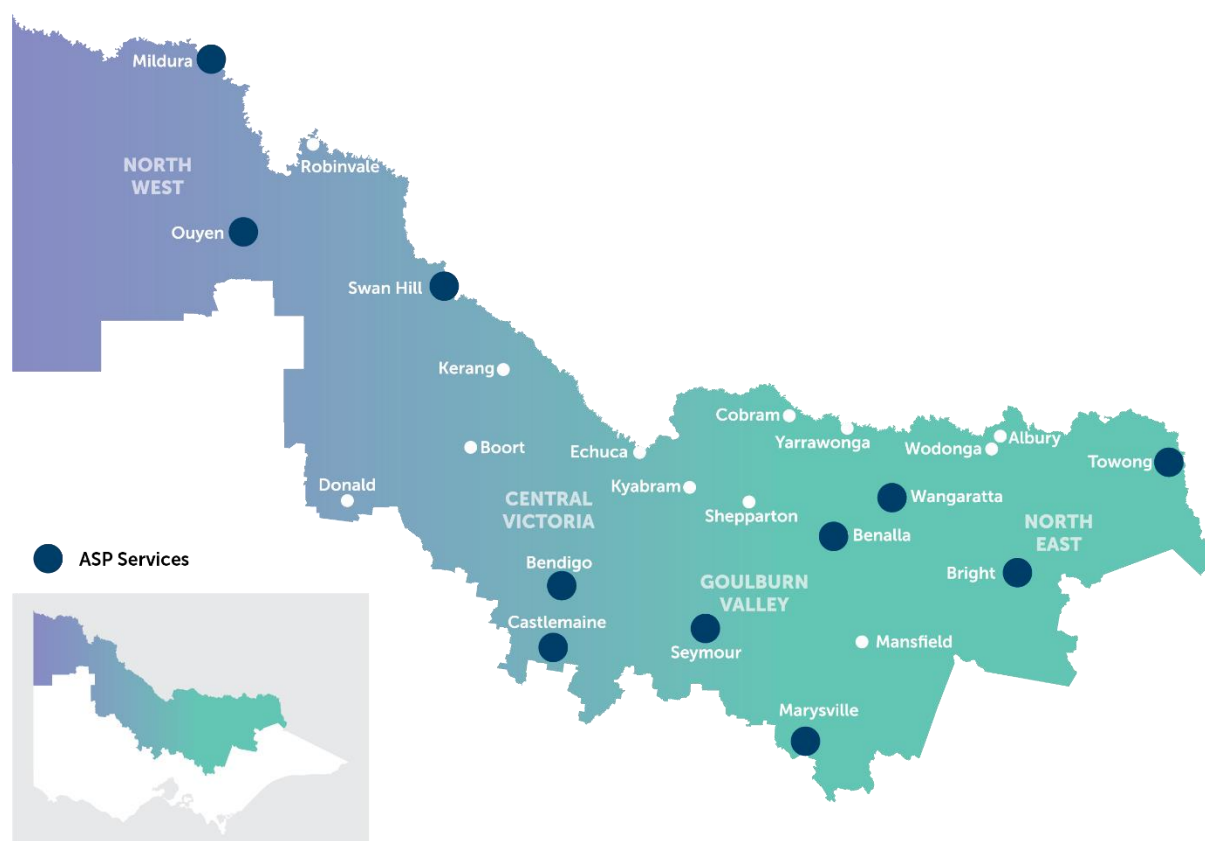 Mildura
Robinvale
NORTH
WEST
Ouyen
Swan Hill
Kerang
Cobram
Yarrawonga
Albury
Wodonga
Boort
Echuca
Towong
Donald
Kyabram
CENTRAL
VICTORIA
Wangaratta
Shepparton
NORTH
EAST
Benalla
ASP Services
Bendigo
Bright
GOULBURN
VALLEY
Castlemaine
Seymour
Mansfield
Marysville